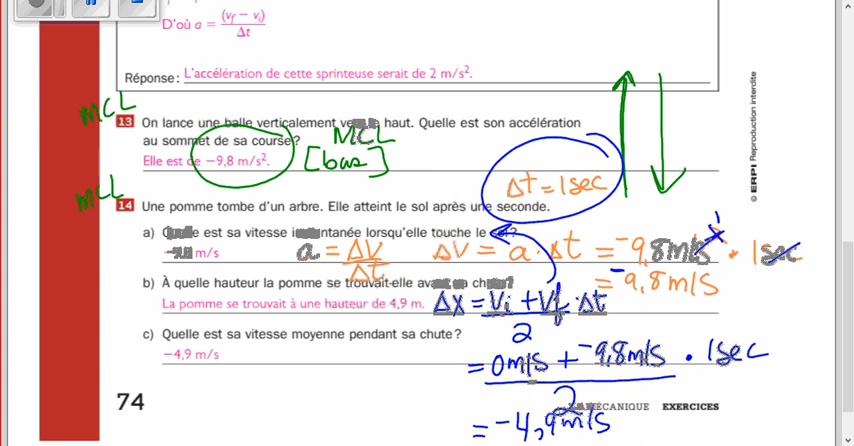 D'où a = (vf – vi)
Δt
Réponse : L'accélération de cette sprinteuse serait de 2 m/s².
MCL
13 On lance une balle verticalement haut. Quelle est son accélération
au sommet de sa course ?
MCL
Elle est de −9,8 m/s².
[bas]
Δt = 1sec
MCL
14 Une pomme tombe d'un arbre. Elle atteint le sol après une seconde.
a) est sa vitesse lorsqu'elle touche le sol ?
m/s
a = ΔV
Δt
ΔV = a · Δt = -9,8m/s² · 1sec
1
= -9,8m/s
b) À quelle hauteur la pomme se trouvait-elle avant sa chute ?
La pomme se trouvait à une hauteur de 4,9 m.
Δx = Vi + Vf · Δt
2
c) Quelle est sa vitesse moyenne pendant sa chute ?
−4,9 m/s
= 0m/s + -9,8m/s · 1sec
2
= -4,9m/s
74
MÉCANIQUE EXERCICES
© ERPI Reproduction interdite